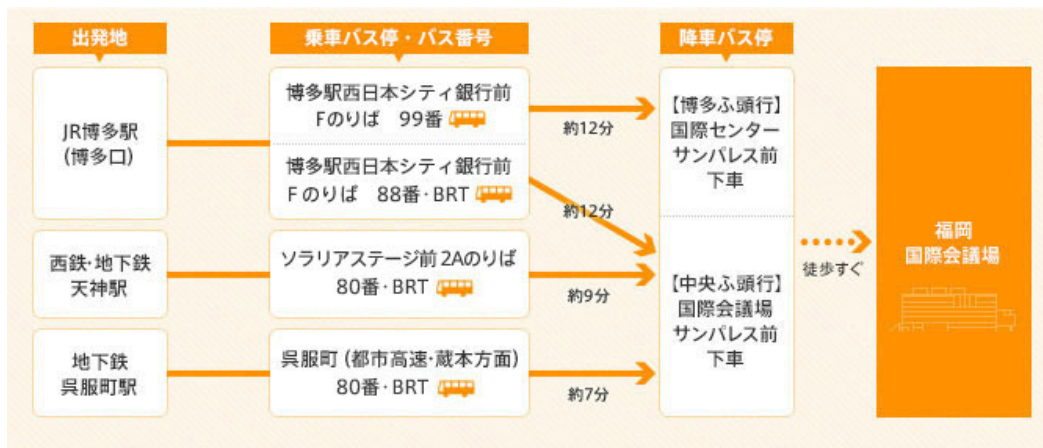 出発地
乗車バス停・バス番号
降車バス停
JR博多駅
(博多口)
博多駅西日本シティ銀行前
Fのりば 99番
約12分
博多駅西日本シティ銀行前
Fのりば 88番・BRT
約12分
【博多ふ頭行】
国際センター
サンパレス前
下車
西鉄・地下鉄
天神駅
ソラリアステージ前 2Aのりば
80番・BRT
約9分
地下鉄
呉服町駅
呉服町 (都市高速・蔵本方面)
80番・BRT
約7分
【中央ふ頭行】
国際会議場
サンパレス前
下車
徒歩すぐ
福岡
国際会議場